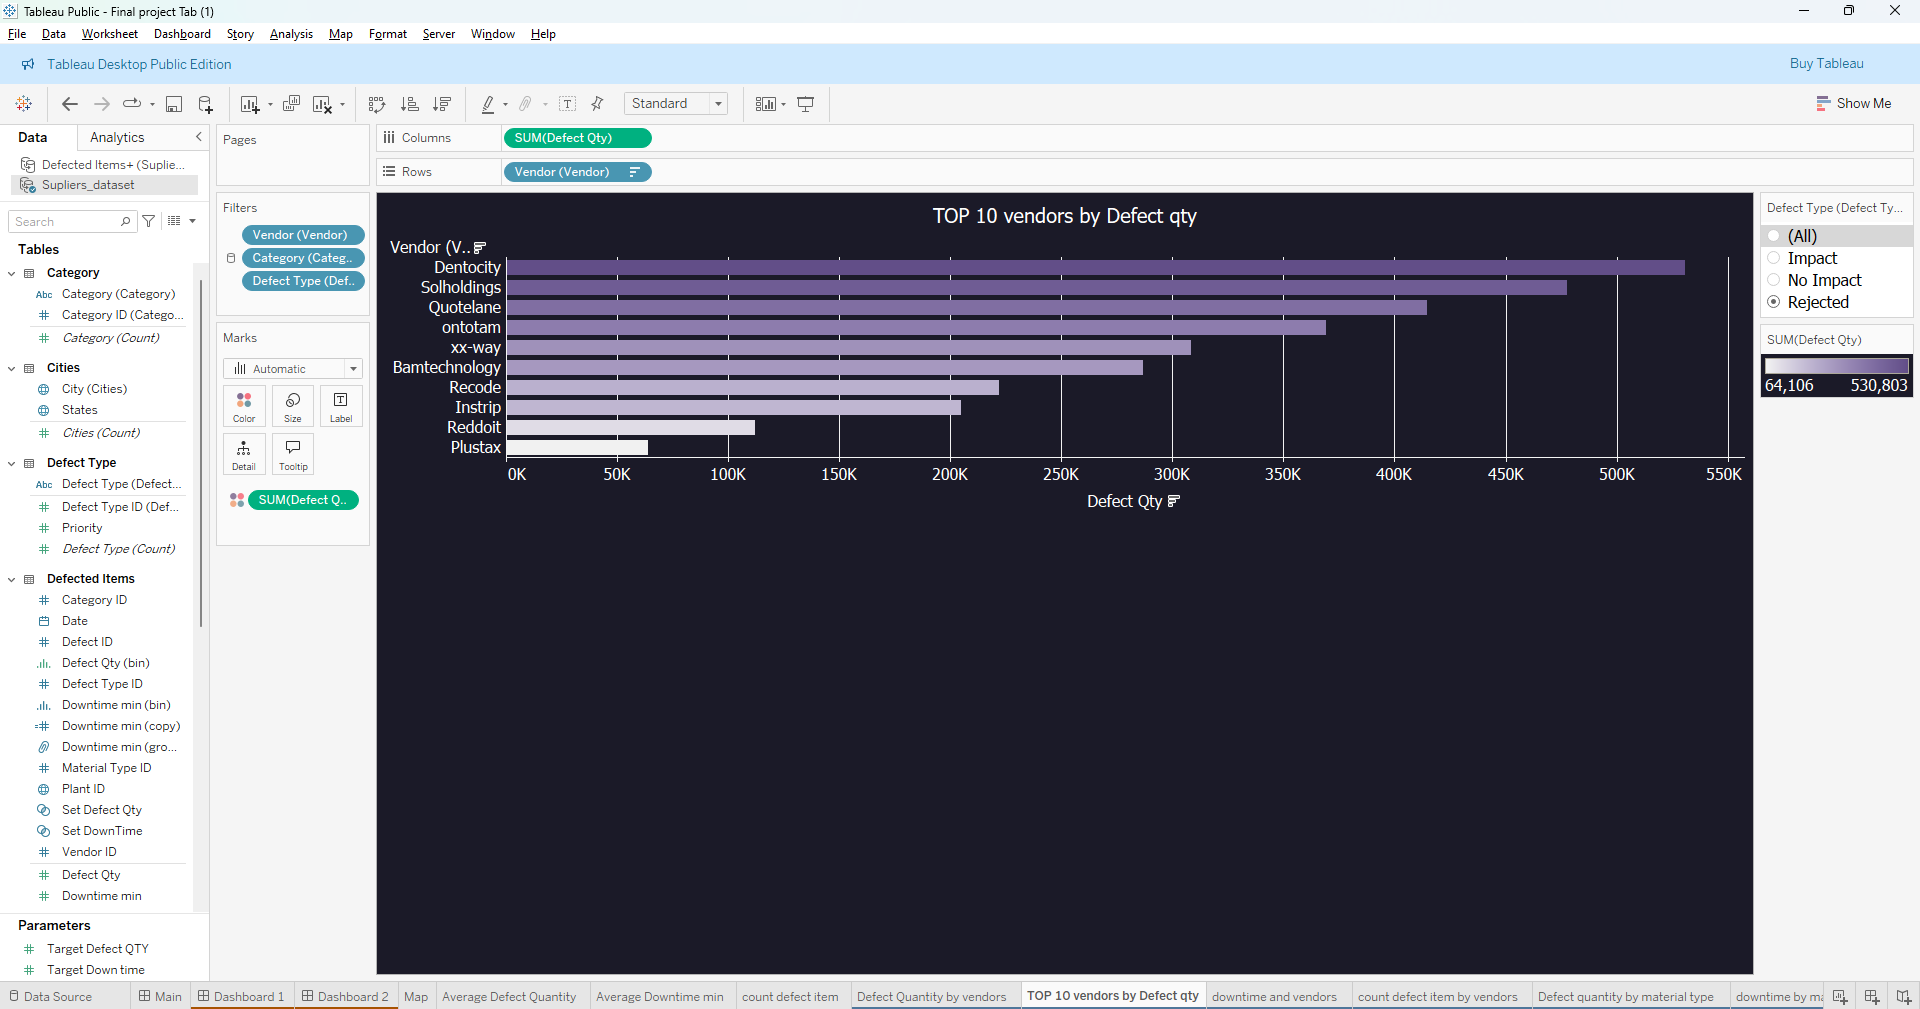 Tableau Public - Final project Tab (1)
File Data Worksheet Dashboard Story Analysis Map Format Server Window Help
Tableau Desktop Public Edition
Buy Tableau
Standard
Show Me
Data
Analytics
Defected Items+ (Suplie...
Supliers_dataset
Search
Tables
Category
Abc Category (Category)
Category ID (Catego...
Category (Count)
Cities
City (Cities)
States
Cities (Count)
Defect Type
Abc Defect Type (Defect...
Defect Type ID (Def...
Priority
Defect Type (Count)
Defected Items
Category ID
Date
Defect ID
Defect Qty (bin)
Defect Type ID
Downtime min (bin)
Downtime min (copy)
Downtime min (gro...
Material Type ID
Plant ID
Set Defect Qty
Set DownTime
Vendor ID
Defect Qty
Downtime min
Parameters
Target Defect QTY
Target Down time
Pages
Filters
Vendor (Vendor)
Category (Categ..
Defect Type (Def..
Marks
Automatic
Color
Size
Label
Detail
Tooltip
SUM(Defect Q..
Columns
SUM(Defect Qty)
Rows
Vendor (Vendor)
TOP 10 vendors by Defect qty
Vendor (V..
Dentocity
Solholdings
Quotelane
ontotam
xx-way
Bamtechnology
Recode
Instrip
Reddoit
Plustax
0K 50K 100K 150K 200K 250K 300K 350K 400K 450K 500K 550K
Defect Qty
Defect Type (Defect Ty...
(All)
Impact
No Impact
Rejected
SUM(Defect Qty)
64,106 530,803
Data Source
Main
Dashboard 1
Dashboard 2
Map
Average Defect Quantity
Average Downtime min
count defect item
Defect Quantity by vendors
TOP 10 vendors by Defect qty
downtime and vendors
count defect item by vendors
Defect quantity by material type
downtime by ma